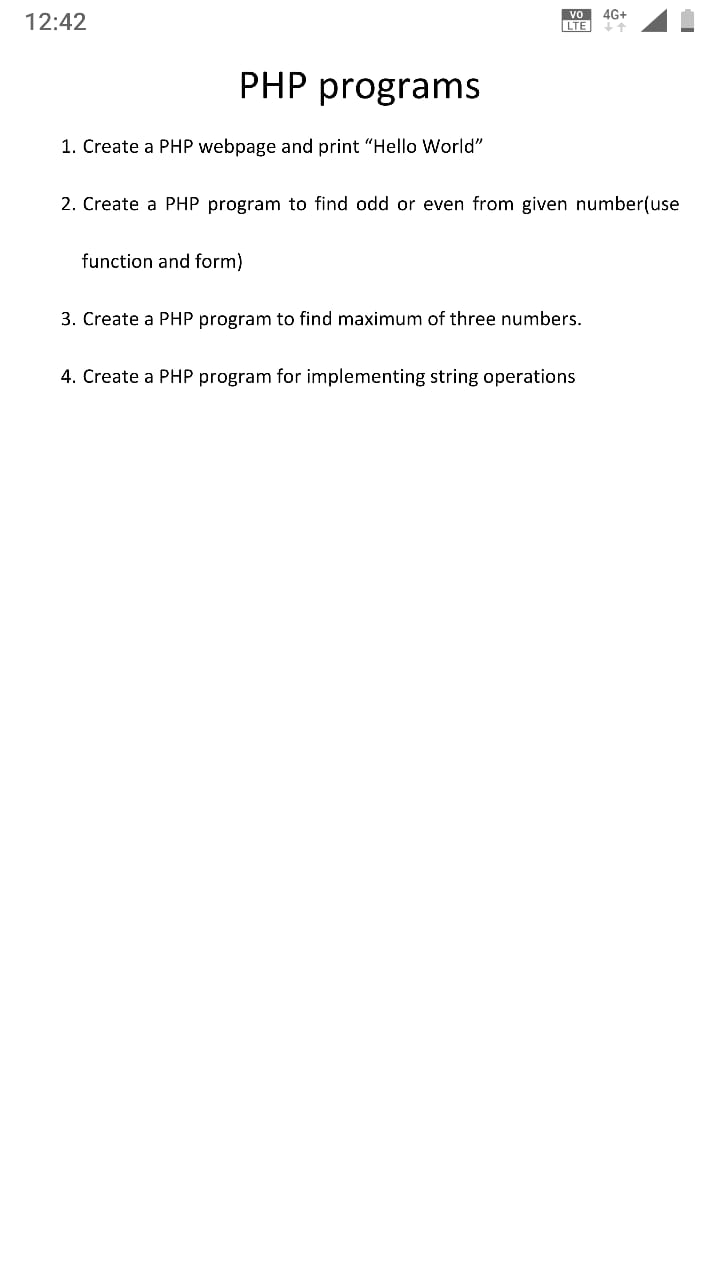 12:42
VO
LTE
4G+
PHP programs
1. Create a PHP webpage and print “Hello World”
2. Create a PHP program to find odd or even from given number(use
function and form)
3. Create a PHP program to find maximum of three numbers.
4. Create a PHP program for implementing string operations